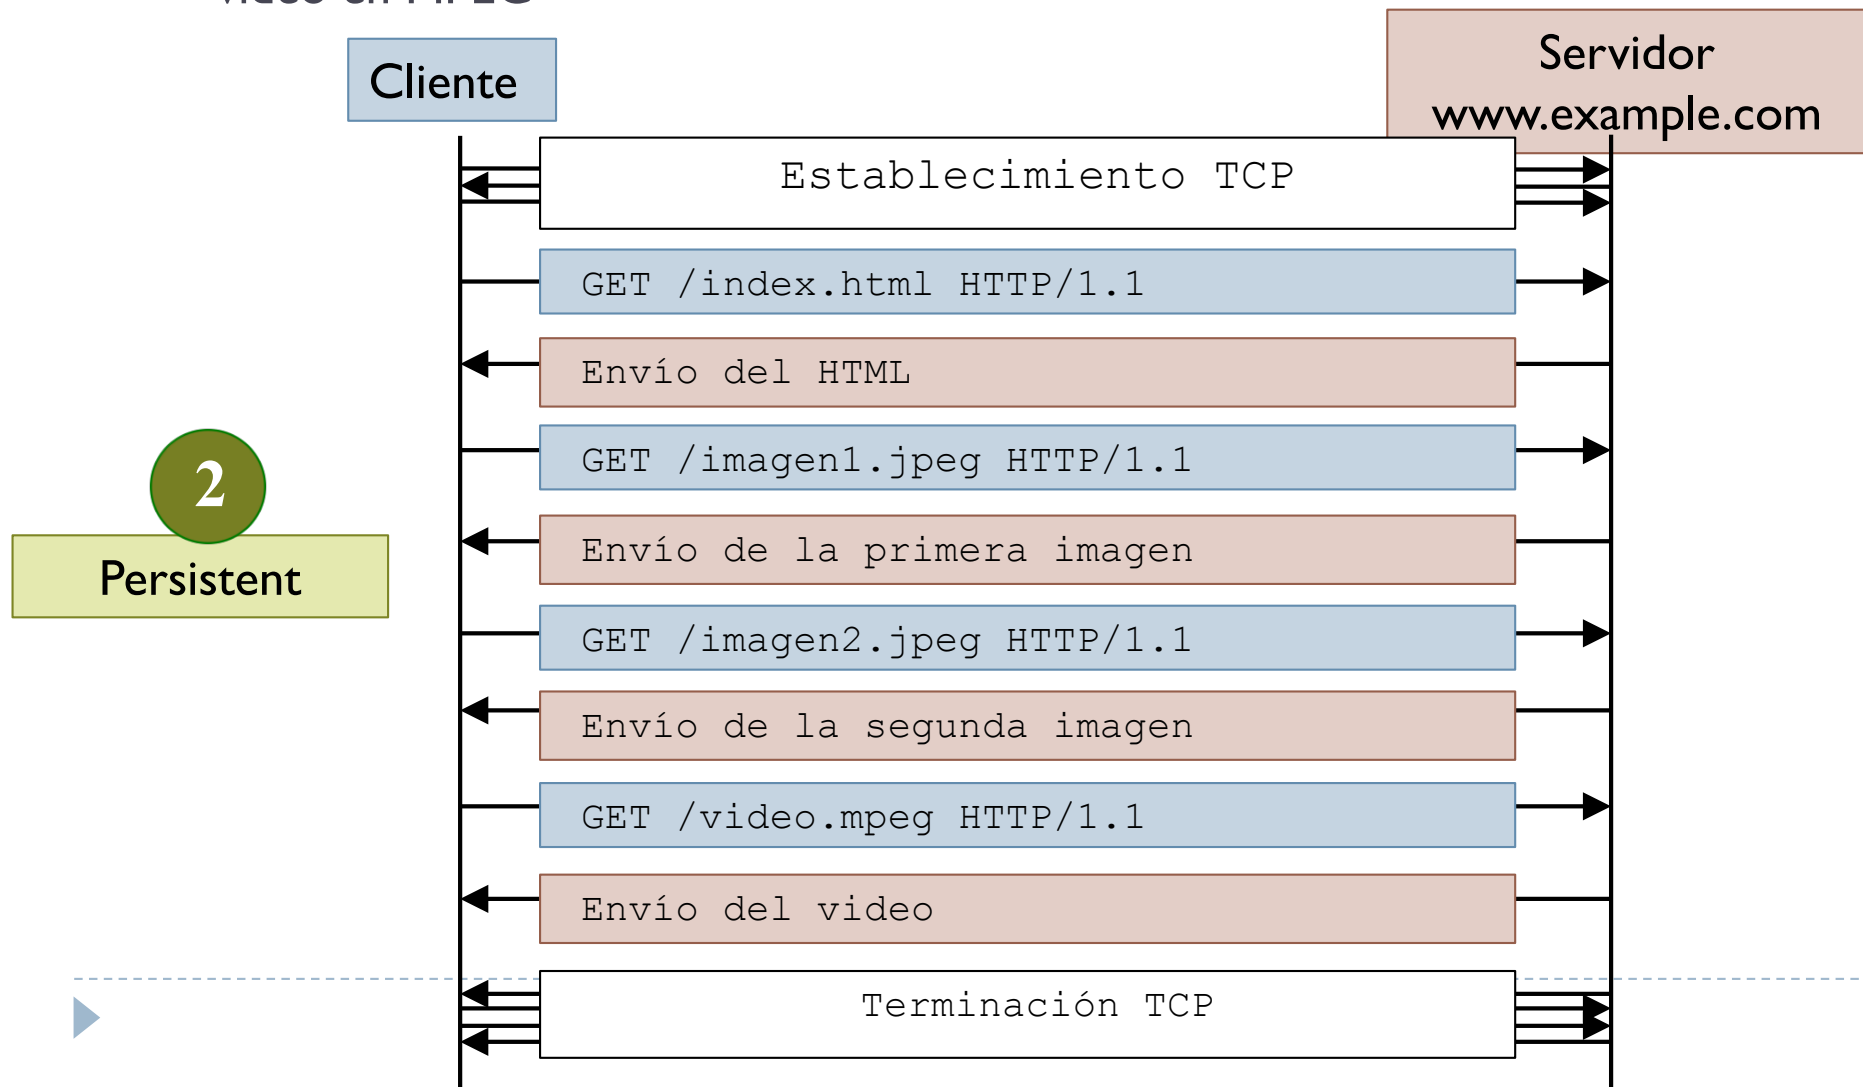 Cliente
Servidor
www.example.com
Establecimiento TCP
GET /index.html HTTP/1.1
Envío del HTML
GET /imagen1.jpeg HTTP/1.1
2
Envío de la primera imagen
Persistent
GET /imagen2.jpeg HTTP/1.1
Envío de la segunda imagen
GET /video.mpeg HTTP/1.1
Envío del video
Terminación TCP